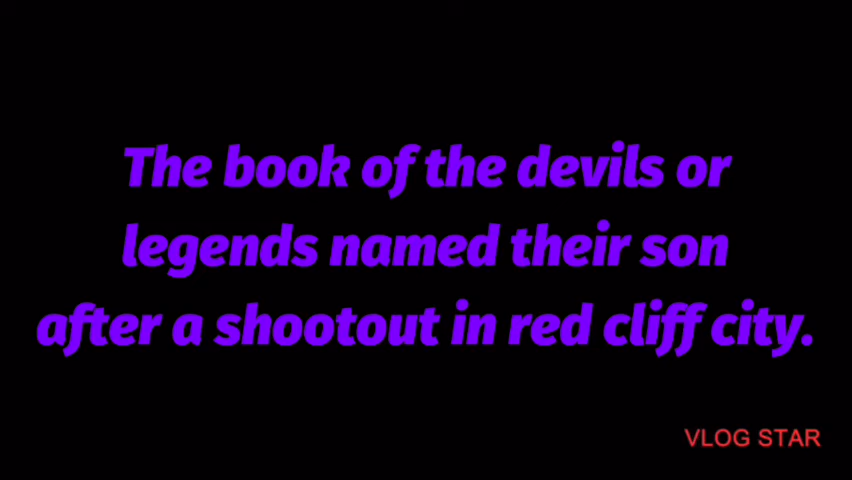 The book of the devils or
legends named their son
after a shootout in red cliff city.
VLOG STAR